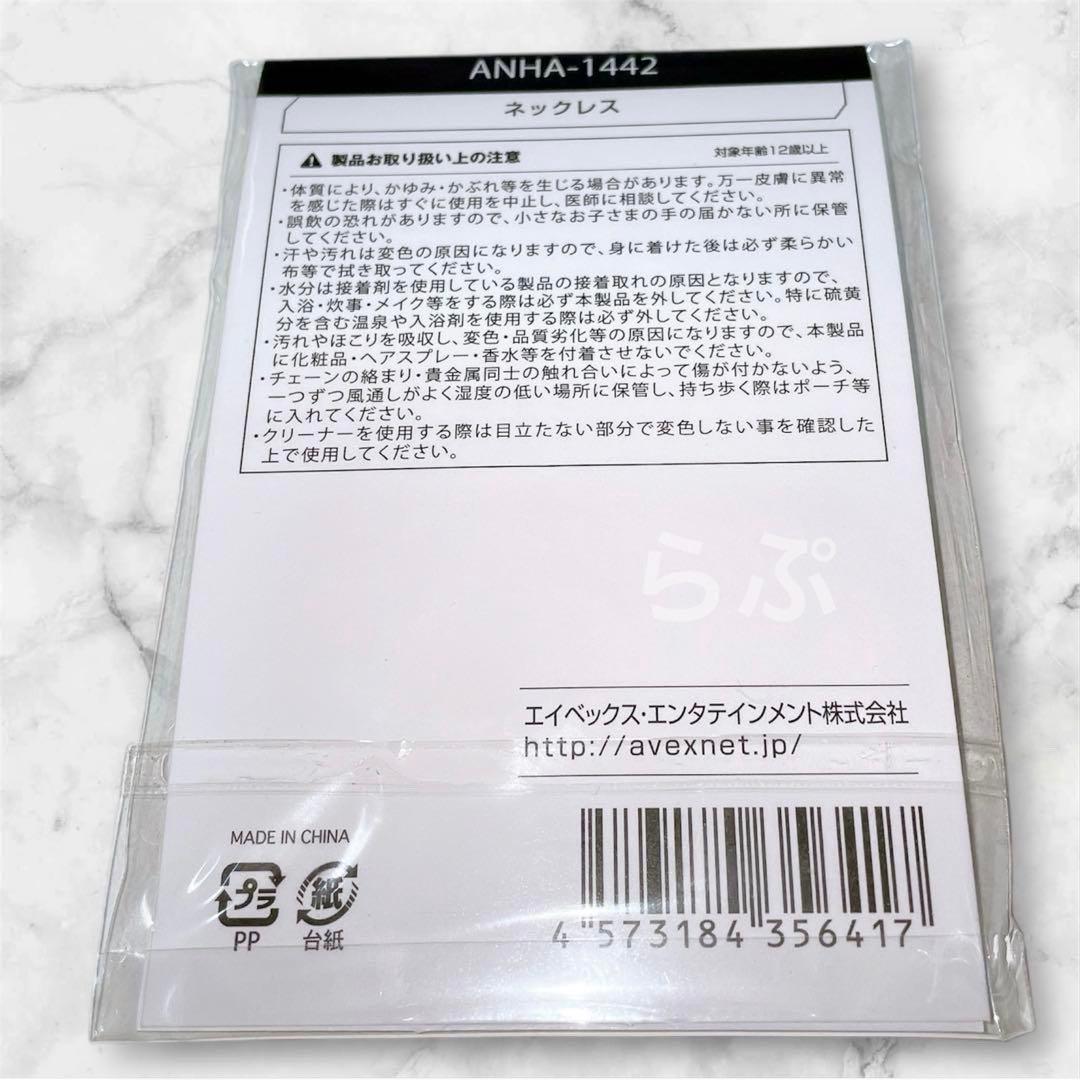 ANHA-1442
ネックレス
製品お取り扱い上の注意 対象年齢12歳以上
・体質により、かゆみ・かぶれ等を生じる場合があります。万一皮膚に異常
を感じた際はすぐに使用を中止し、医師に相談してください。
・誤飲の恐れがありますので、小さなお子さまの手の届かない所に保管
してください。
・汗や汚れは変色の原因になりますので、身に着けた後は必ず柔らかい
布等で拭き取ってください。
・水分は接着剤を使用している製品の接着取れの原因となりますので、
入浴・炊事・メイク等をする際は必ず本製品を外してください。特に硫黄
分を含む温泉や入浴剤を使用する際は必ず外してください。
・汚れやほこりを吸収し、変色・品質劣化等の原因になりますので、本製品
に化粧品・ヘアスプレー・香水等を付着させないでください。
・チェーンの絡まり・貴金属同士の触れ合いによって傷が付かないよう、
一つずつ風通しがよく湿度の低い場所に保管し、持ち歩く際はポーチ等
に入れてください。
・クリーナーを使用する際は目立たない部分で変色しない事を確認した
上で使用してください。
らぷ
エイベックス・エンタテインメント株式会社
http://avexnet.jp/
MADE IN CHINA
プラ 紙
PP 台紙
4 573184 356417